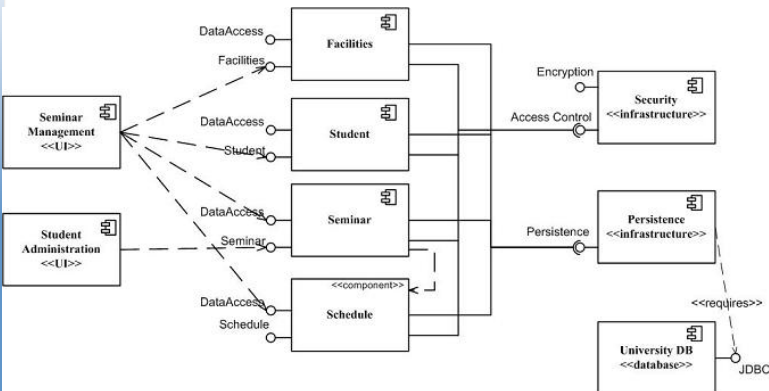 DataAccess
Facilities
Facilities
Encryption
Security
<<infrastructure>>
Access Control
Seminar
Management
<<UI>>
DataAccess
Student
Student
DataAccess
Seminar
Seminar
Student
Administration
<<UI>>
Persistence
Persistence
<<infrastructure>>
<<component>>
DataAccess
Schedule
Schedule
<<requires>>
University DB
<<database>>
JDBC